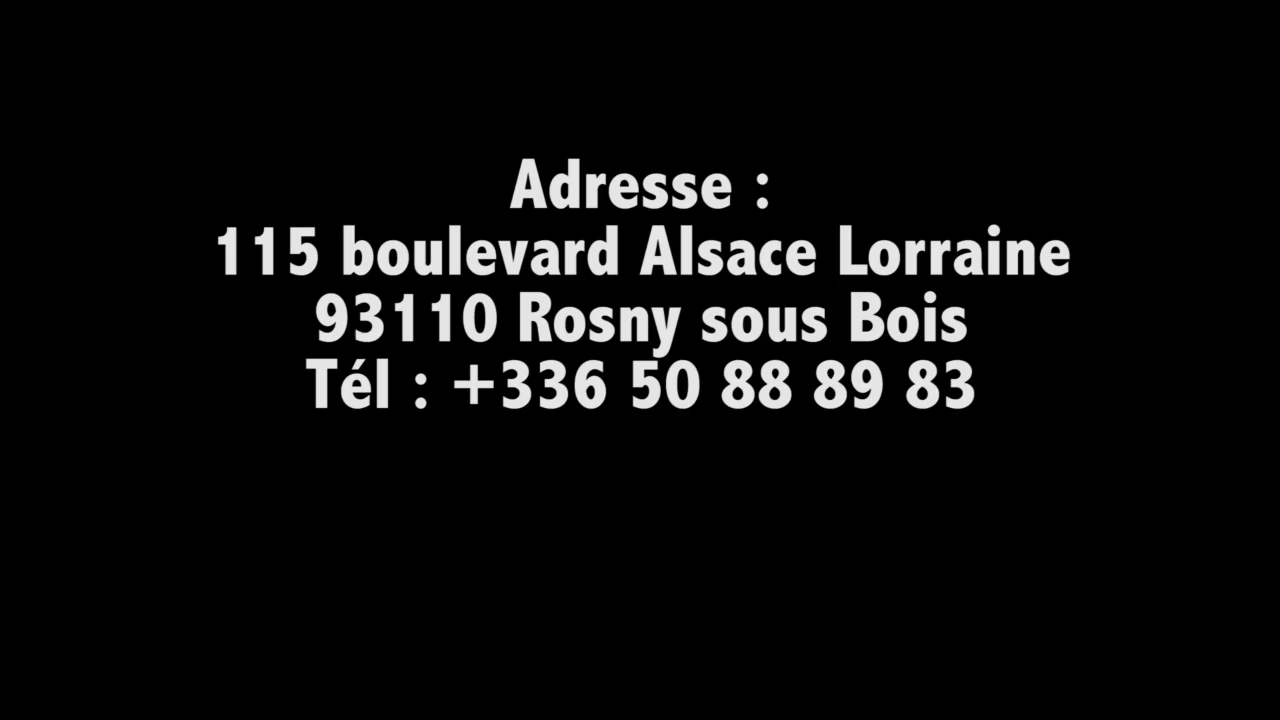 Adresse :
115 boulevard Alsace Lorraine
93110 Rosny sous Bois
Tél : +336 50 88 89 83